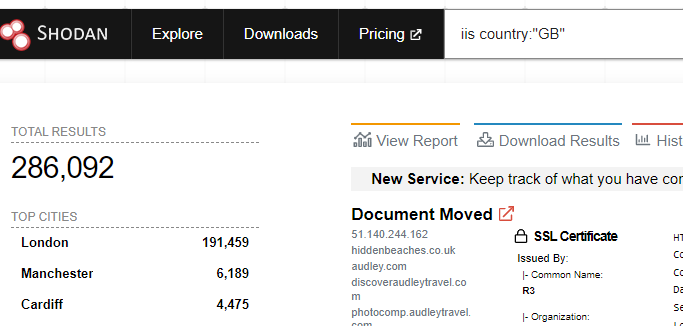 SHODAN Explore Downloads Pricing iis country:"GB"
TOTAL RESULTS
286,092
TOP CITIES
London 191,459
Manchester 6,189
Cardiff 4,475
View Report Download Results Hist
New Service: Keep track of what you have con
Document Moved
51.140.244.162
hiddenbeaches.co.uk
audley.com
discoveraudleytravel.co
m
photocomp.audleytravel.
com
SSL Certificate
Issued By:
|- Common Name:
R3
|- Organization:
HT
Co
Co
Da
Se